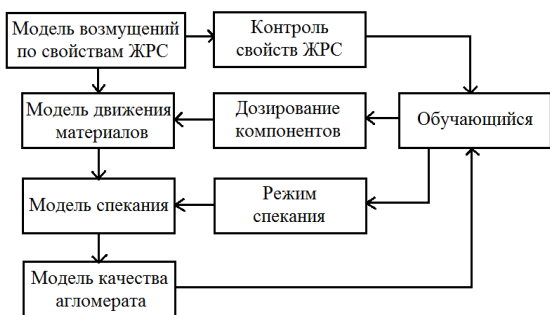 Модель возмущений
по свойствам ЖРС
Контроль
свойств ЖРС
Модель движения
материалов
Дозирование
компонентов
Обучающийся
Модель спекания
Режим
спекания
Модель качества
агломерата